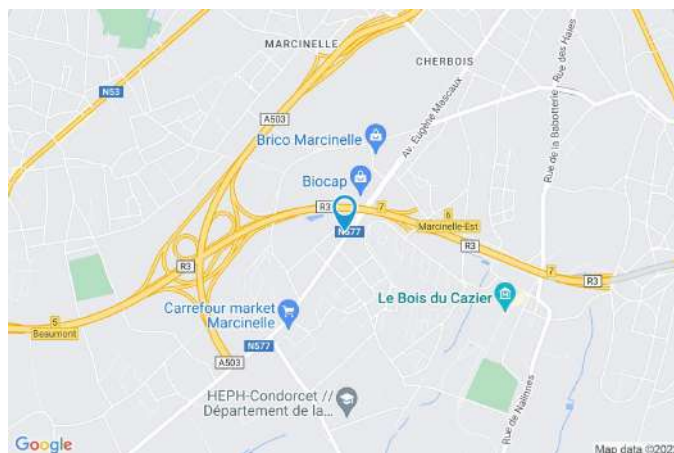 MARCINELLE
CHERBOIS
Rue des Haies
N53
A503
Brico Marcinelle
Av. Eugène Mascaux
Rue de la Babotterie
Biocap
R3
7
6
Marcinelle-Est
N577
R3
R3
7
R3
Le Bois du Cazier
Carrefour market
Marcinelle
5
Beaumont
N577
A503
HEPH-Condorcet //
Département de la...
Rue de Nalinnes
Google
Map data ©202